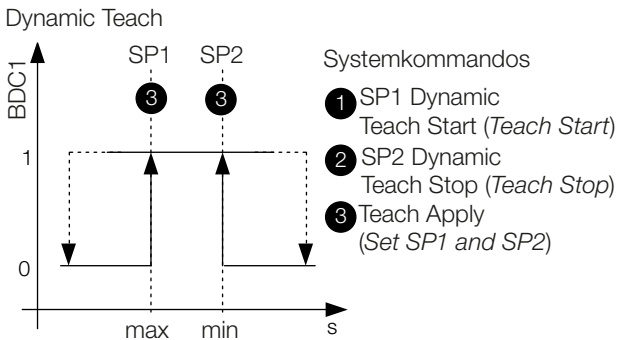 Dynamic Teach
BDC1
SP1 SP2
3 3
1
0
max min s
Systemkommandos
1 SP1 Dynamic
Teach Start (Teach Start)
2 SP2 Dynamic
Teach Stop (Teach Stop)
3 Teach Apply
(Set SP1 and SP2)